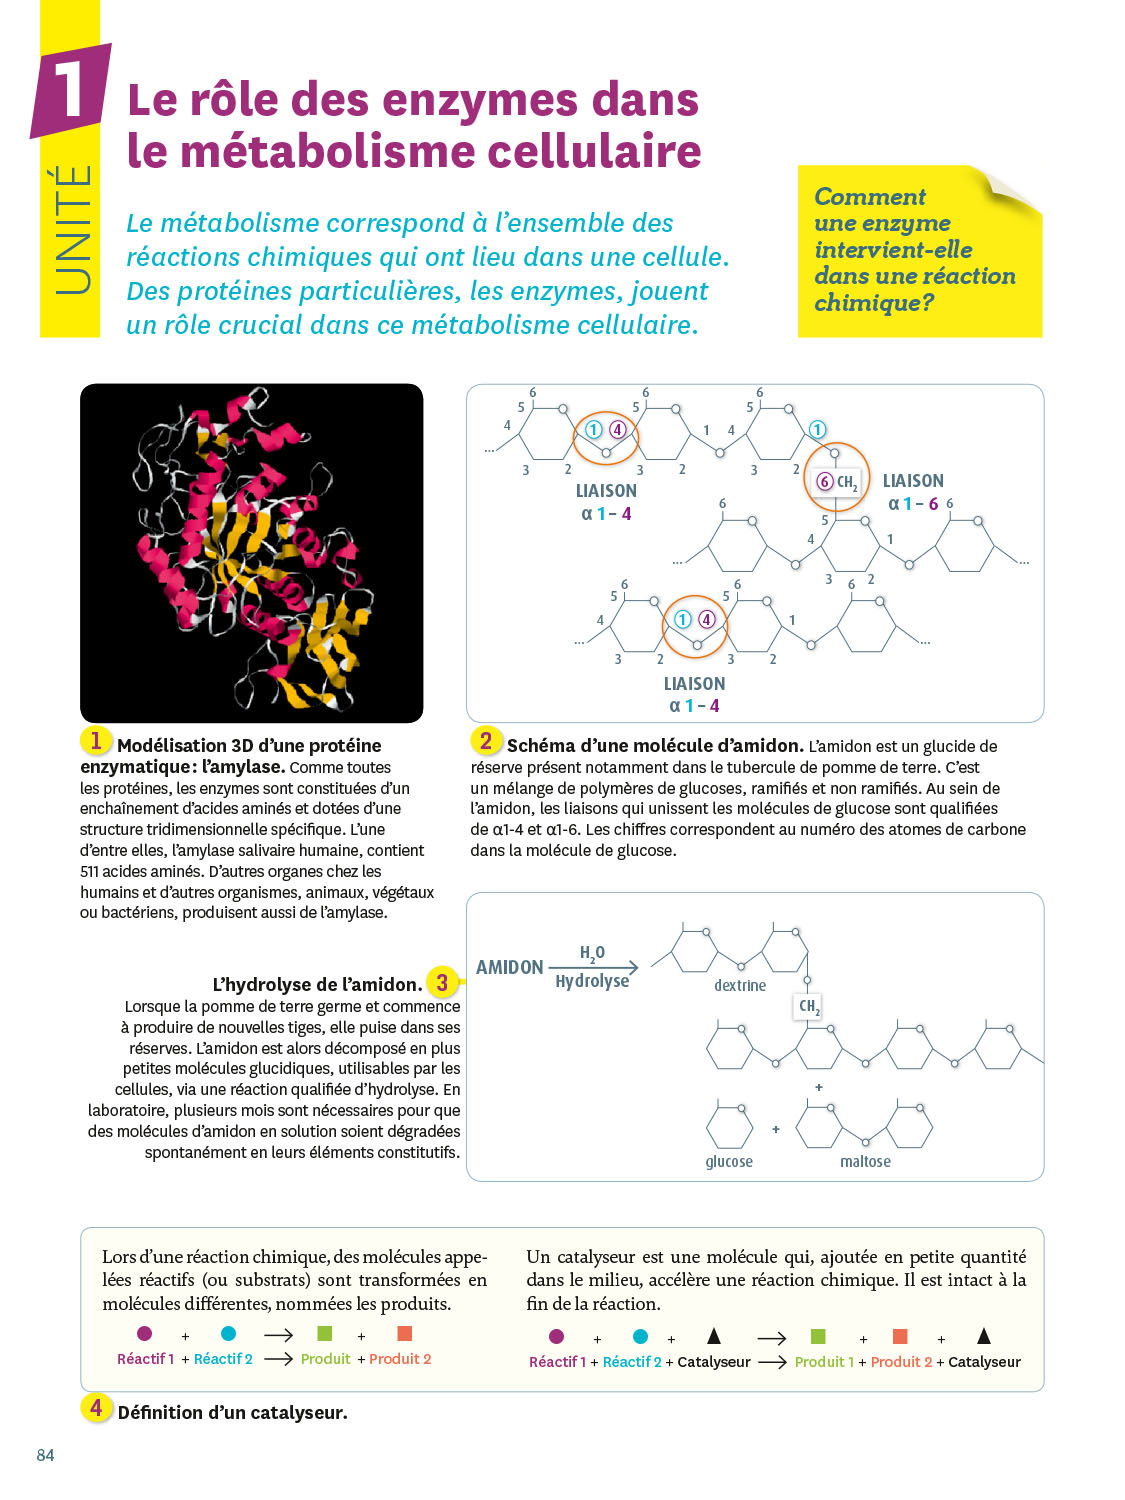 1
UNITÉ
Le rôle des enzymes dans
le métabolisme cellulaire
Le métabolisme correspond à l'ensemble des
réactions chimiques qui ont lieu dans une cellule.
Des protéines particulières, les enzymes, jouent
un rôle crucial dans ce métabolisme cellulaire.
Comment
une enzyme
intervient-elle
dans une réaction
chimique?
1 Modélisation 3D d'une protéine
enzymatique: l'amylase. Comme toutes
les protéines, les enzymes sont constituées d'un
enchaînement d'acides aminés et dotées d'une
structure tridimensionnelle spécifique. L'une
d'entre elles, l'amylase salivaire humaine, contient
511 acides aminés. D'autres organes chez les
humains et d'autres organismes, animaux, végétaux
ou bactériens, produisent aussi de l'amylase.
6 6 6
5 5 5
4 1 4 1 4 1
...
3 2 3 2 3 2
LIAISON
α 1 – 4
6 CH2
LIAISON
α 1 – 6
6 6
5
4 1
... ...
3 2
6 6 6
5 5
4 1 4 1
... ...
3 2 3 2
LIAISON
α 1 – 4
2 Schéma d'une molécule d'amidon. L'amidon est un glucide de
réserve présent notamment dans le tubercule de pomme de terre. C'est
un mélange de polymères de glucoses, ramifiés et non ramifiés. Au sein de
l'amidon, les liaisons qui unissent les molécules de glucose sont qualifiées
de α1-4 et α1-6. Les chiffres correspondent au numéro des atomes de carbone
dans la molécule de glucose.
L'hydrolyse de l'amidon. 3
Lorsque la pomme de terre germe et commence
à produire de nouvelles tiges, elle puise dans ses
réserves. L'amidon est alors décomposé en plus
petites molécules glucidiques, utilisables par les
cellules, via une réaction qualifiée d'hydrolyse. En
laboratoire, plusieurs mois sont nécessaires pour que
des molécules d'amidon en solution soient dégradées
spontanément en leurs éléments constitutifs.
AMIDON
H2O
Hydrolyse
dextrine
CH2
+
+
glucose
maltose
Lors d'une réaction chimique, des molécules appe-
lées réactifs (ou substrats) sont transformées en
molécules différentes, nommées les produits.
+ → +
Réactif 1 + Réactif 2 → Produit + Produit 2
Un catalyseur est une molécule qui, ajoutée en petite quantité
dans le milieu, accélère une réaction chimique. Il est intact à la
fin de la réaction.
+ + → + +
Réactif 1 + Réactif 2 + Catalyseur → Produit 1 + Produit 2 + Catalyseur
4 Définition d'un catalyseur.
84